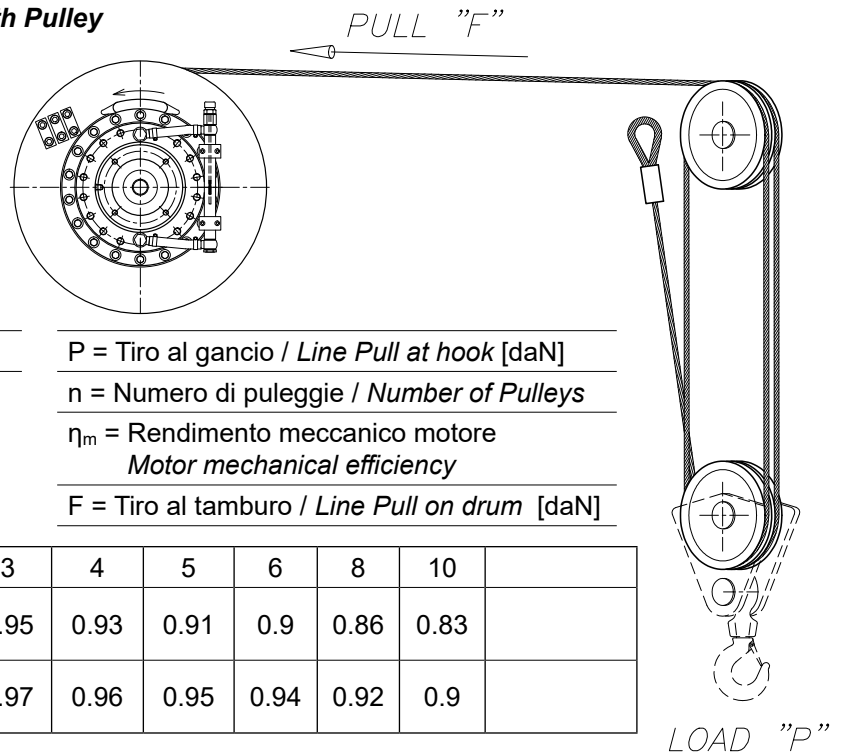 h Pulley
PULL "F"
P = Tiro al gancio / Line Pull at hook [daN]
n = Numero di puleggie / Number of Pulleys
ηm = Rendimento meccanico motore
Motor mechanical efficiency
F = Tiro al tamburo / Line Pull on drum [daN]
3 4 5 6 8 10
.95 0.93 0.91 0.9 0.86 0.83
.97 0.96 0.95 0.94 0.92 0.9
LOAD "P"